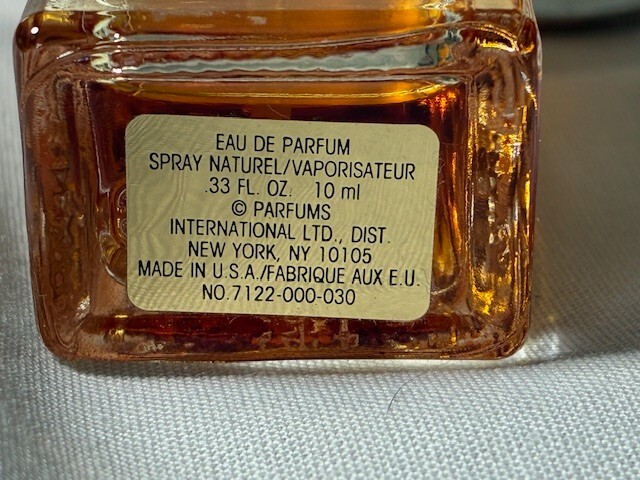 EAU DE PARFUM
SPRAY NATUREL/VAPORISATEUR
.33 FL. OZ. 10 ml
© PARFUMS
INTERNATIONAL LTD., DIST.
NEW YORK, NY 10105
MADE IN U.S.A./FABRIQUE AUX E.U.
NO.7122-000-030